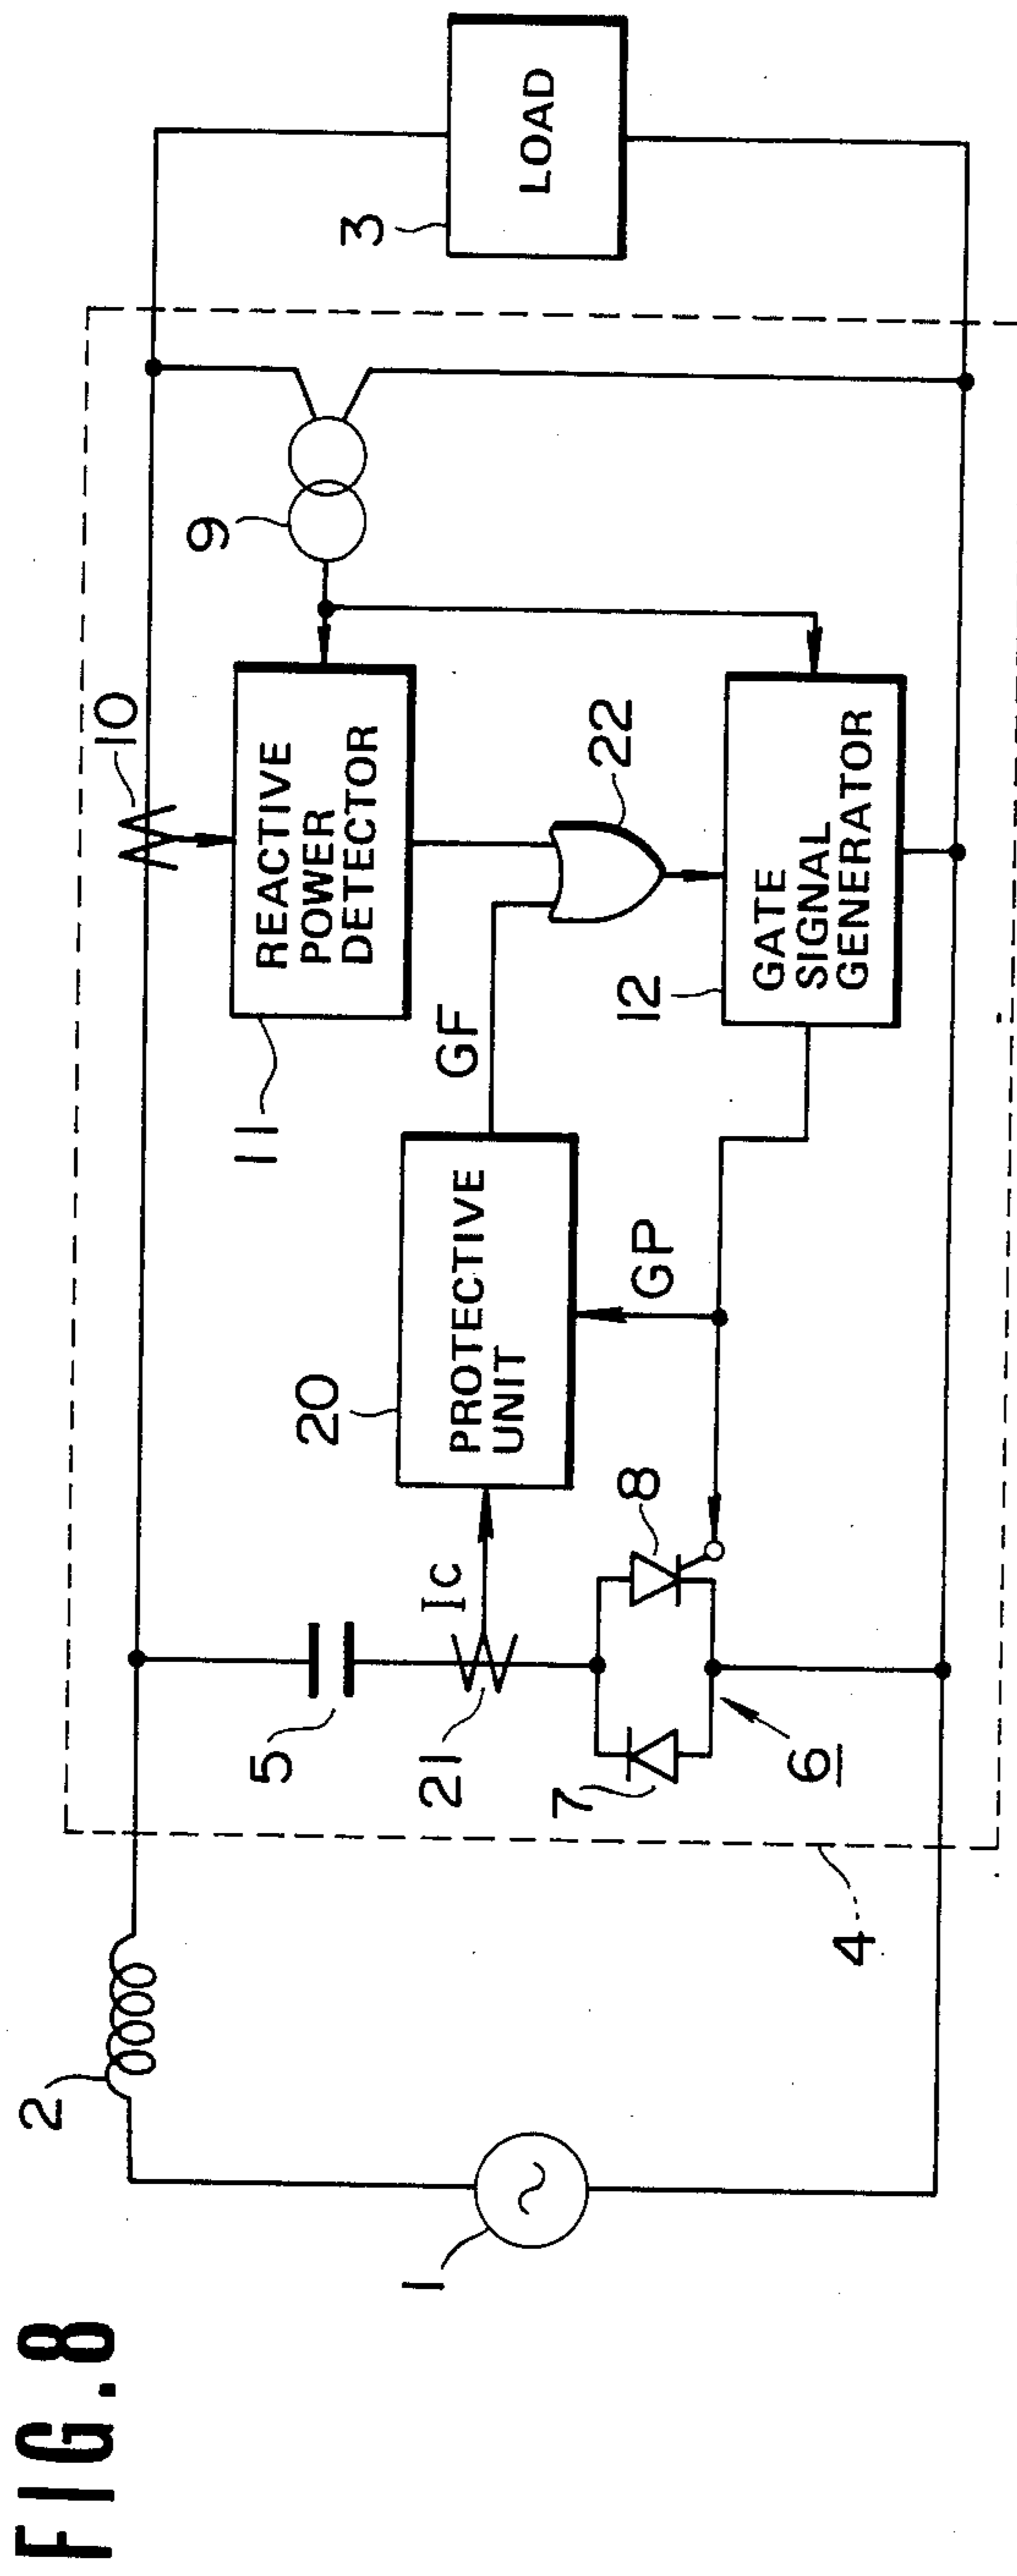 FIG.8
1
2
10
9
3
LOAD
REACTIVE
POWER
DETECTOR
11
5
20
PROTECTIVE
UNIT
GF
22
21
IC
7
8
GP
12
GATE
SIGNAL
GENERATOR
6
4